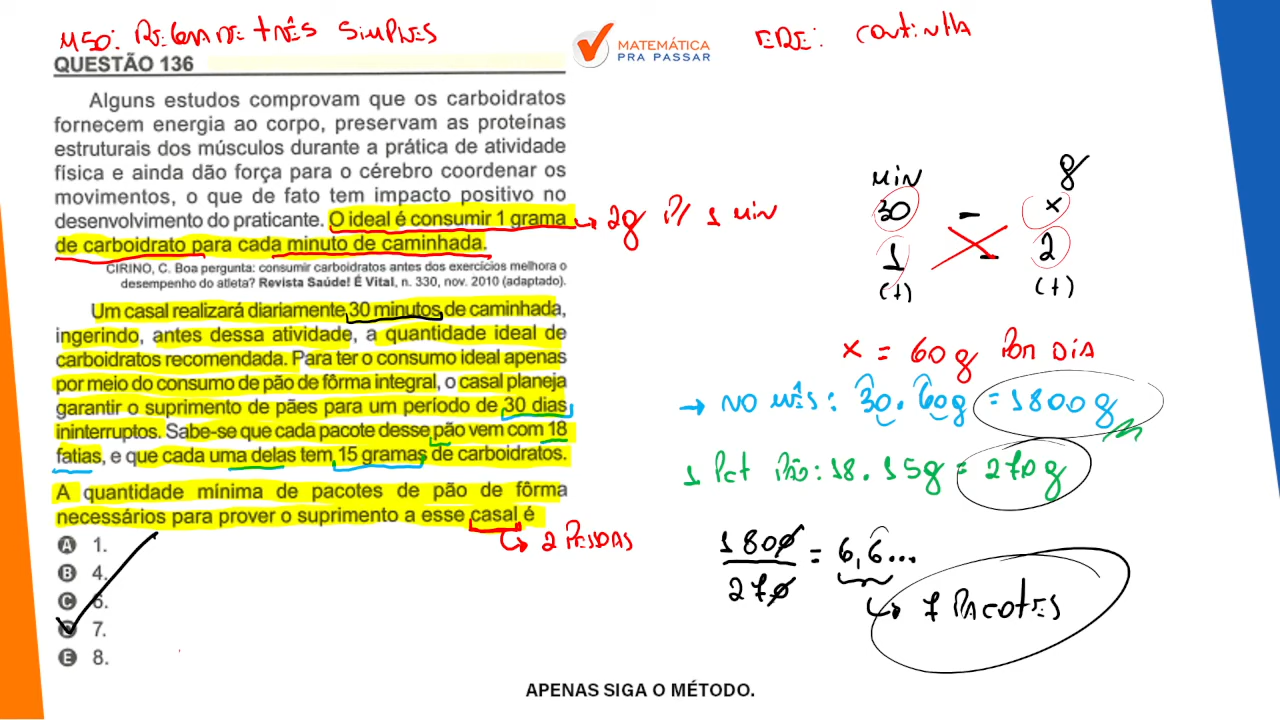 M50: REGRA DE TRÊS SIMPLES
MATEMÁTICA
PRA PASSAR
QUESTÃO 136
Alguns estudos comprovam que os carboidratos
fornecem energia ao corpo, preservam as proteínas
estruturais dos músculos durante a prática de atividade
física e ainda dão força para o cérebro coordenar os
movimentos, o que de fato tem impacto positivo no
desenvolvimento do praticante. O ideal é consumir 1 grama
de carboidrato para cada minuto de caminhada.
2g P/ 1 MIN
CIRINO, C. Boa pergunta: consumir carboidratos antes dos exercícios melhora o
desempenho do atleta? Revista Saúde! É Vital, n. 330, nov. 2010 (adaptado).
Um casal realizará diariamente 30 minutos de caminhada,
ingerindo, antes dessa atividade, a quantidade ideal de
carboidratos recomendada. Para ter o consumo ideal apenas
por meio do consumo de pão de fôrma integral, o casal planeja
garantir o suprimento de pães para um período de 30 dias
ininterruptos. Sabe-se que cada pacote desse pão vem com 18
fatias, e que cada uma delas tem 15 gramas de carboidratos.
A quantidade mínima de pacotes de pão de fôrma
necessários para prover o suprimento a esse casal é
2 PESSOAS
A 1.
B 4.
C 6.
D 7.
E 8.
MIN g
30 - x
1 - 2
(+) (+)
x = 60g POR DIA
→ NO MÊS: 30 . 60g = 1800g
1 Pct PÃO: 18 . 15g = 270g
1800
270
= 6,6...
7 PACOTES
APENAS SIGA O MÉTODO.